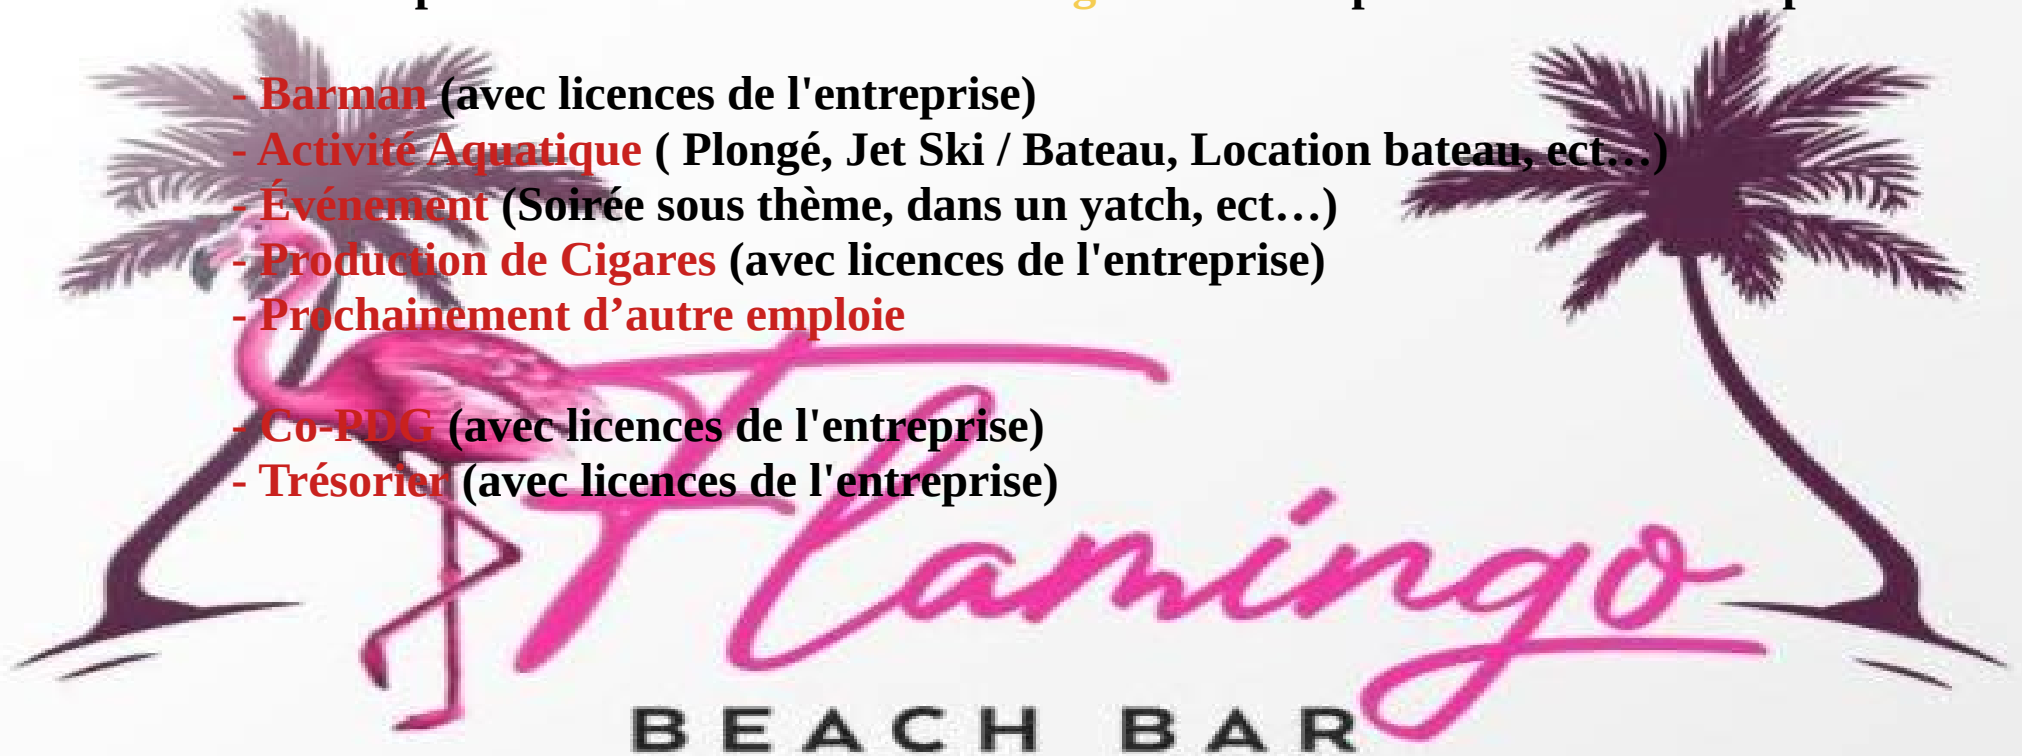 - Barman (avec licences de l'entreprise)
- Activité Aquatique ( Plongé, Jet Ski / Bateau, Location bateau, ect…)
- Événement (Soirée sous thème, dans un yatch, ect…)
- Production de Cigares (avec licences de l'entreprise)
- Prochainement d’autre emploie
- Co-PDG (avec licences de l'entreprise)
- Trésorier (avec licences de l'entreprise)
Flamingo
BEACH BAR